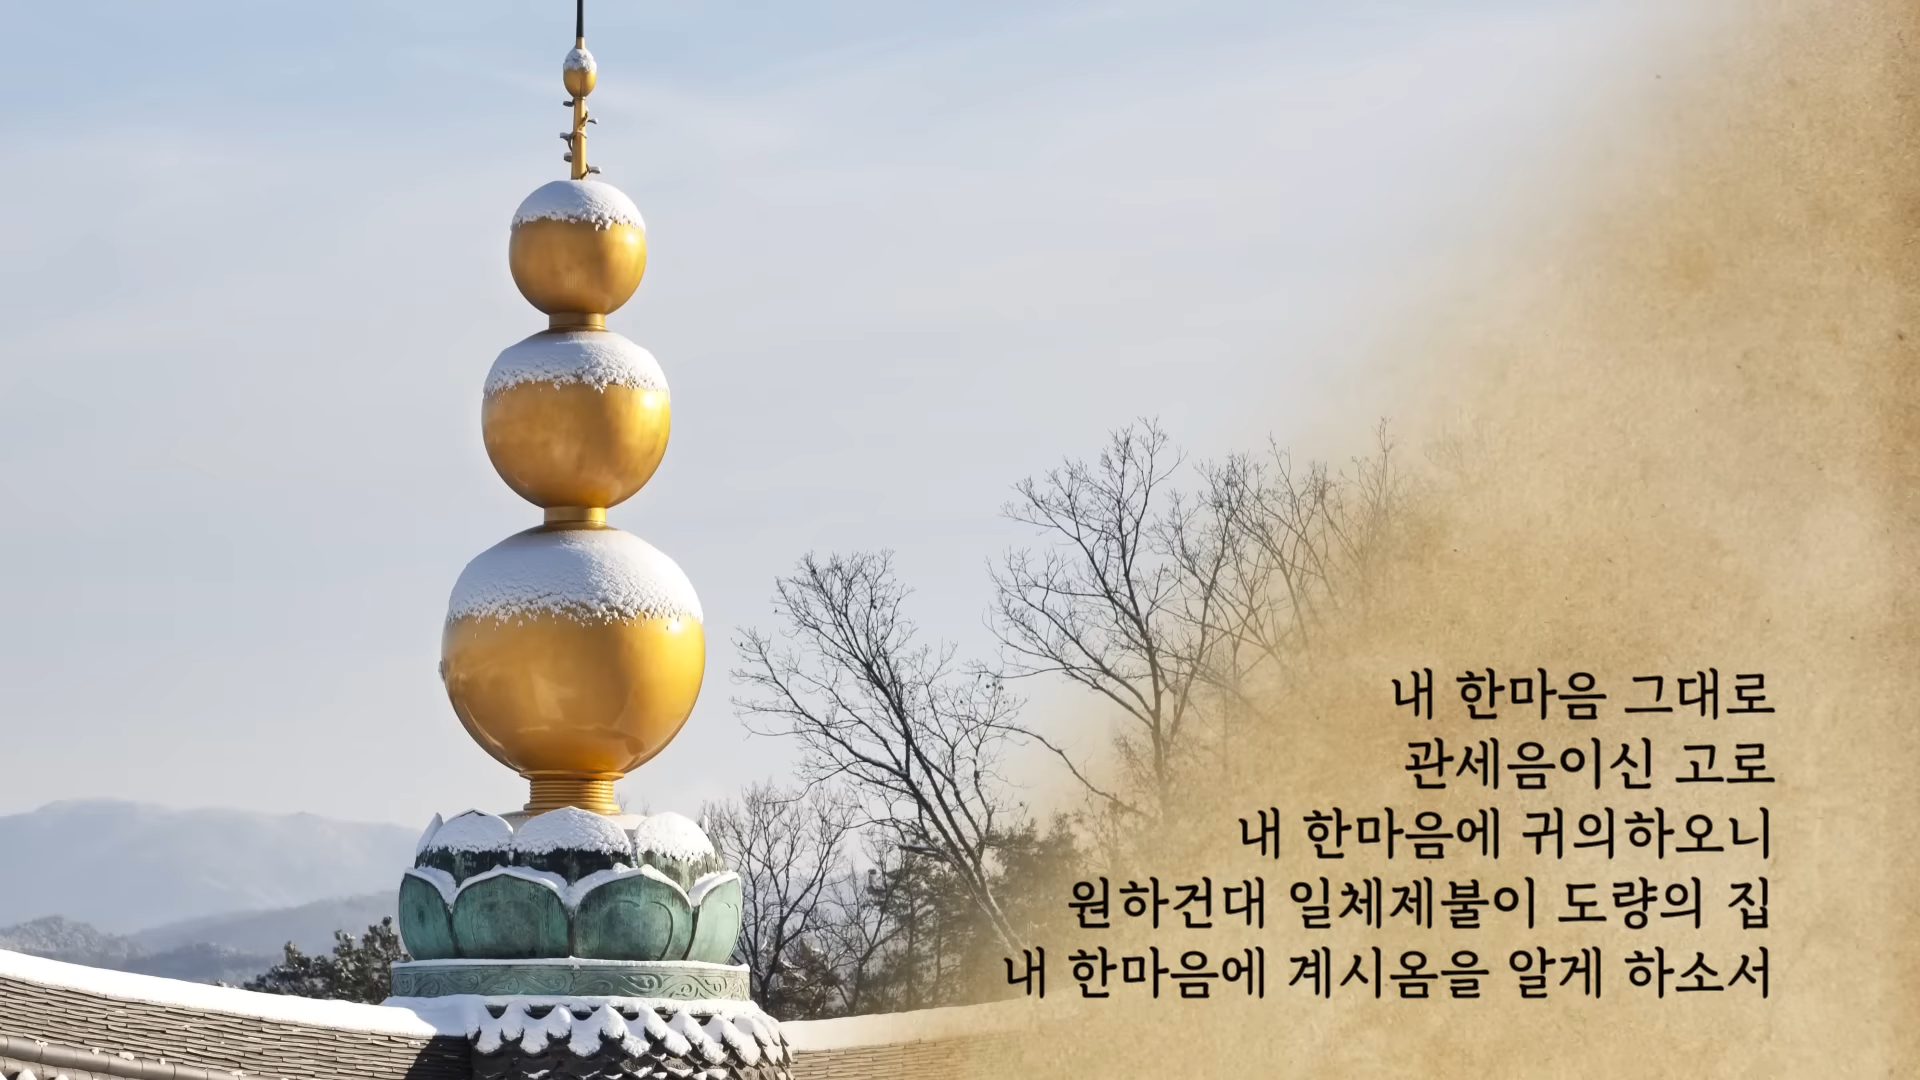 내 한마음 그대로
관세음이신 고로
내 한마음에 귀의하오니
원하건대 일체제불이 도량의 집
내 한마음에 계시옴을 알게 하소서